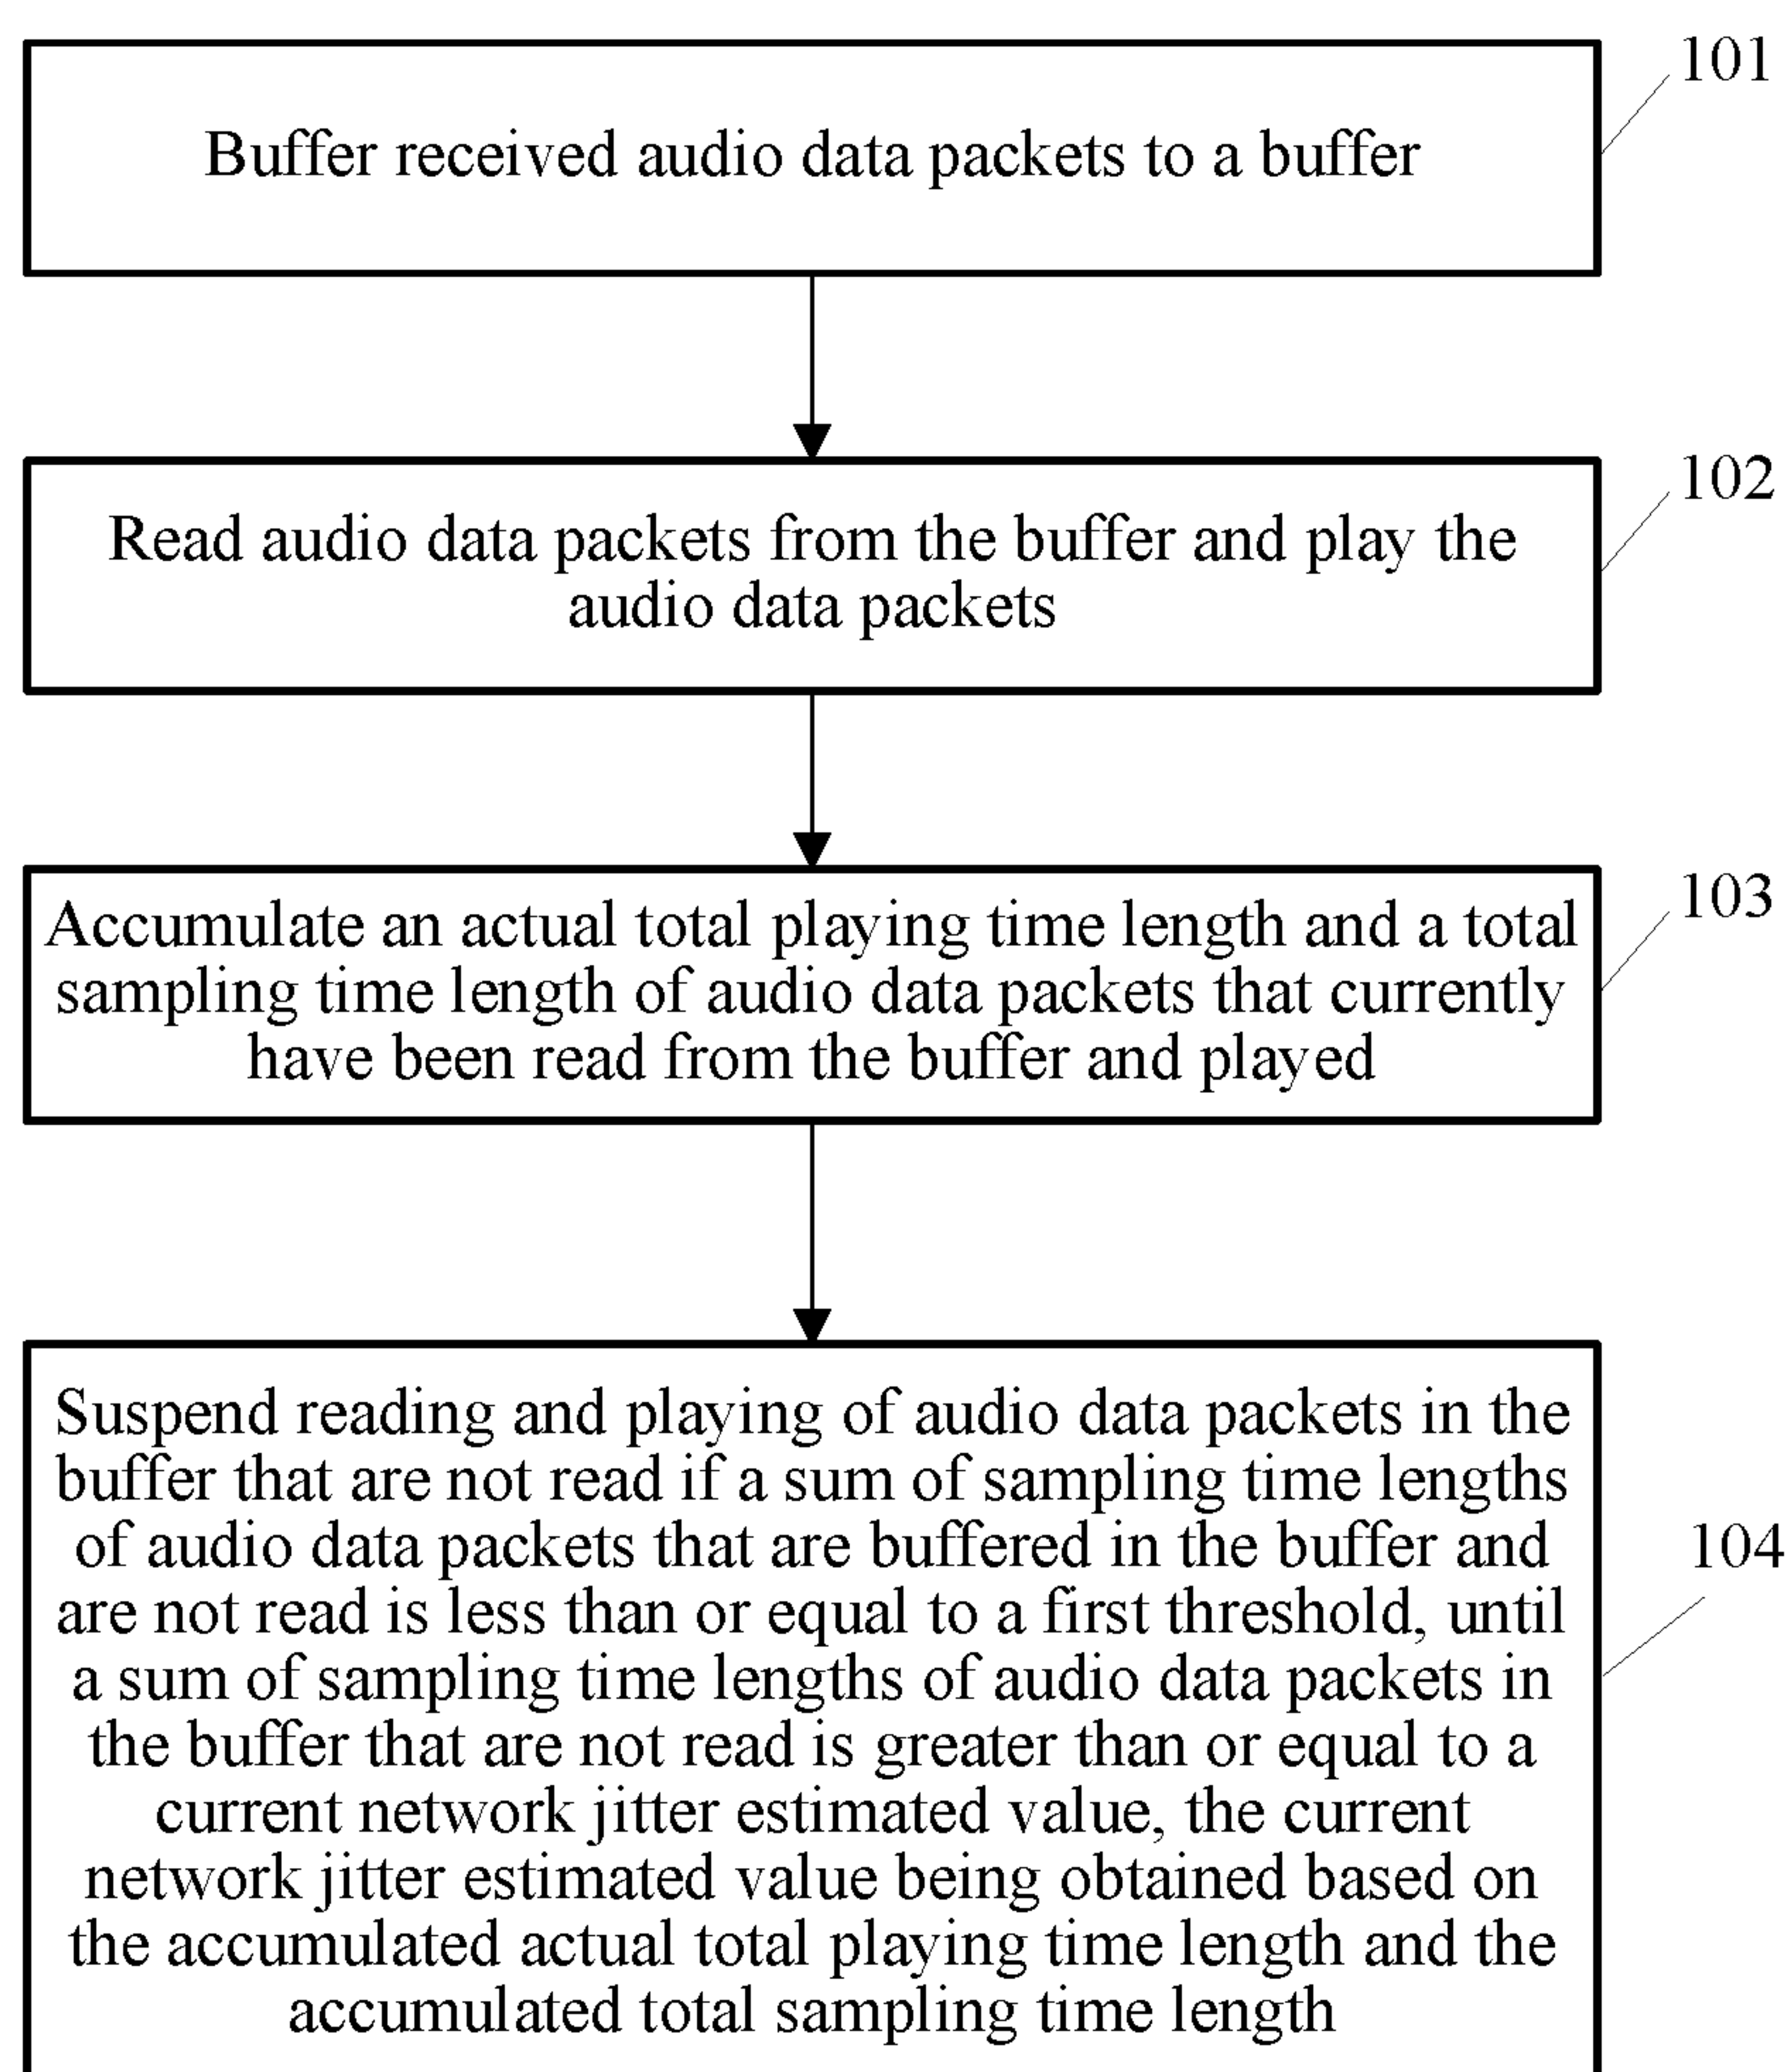 101
Buffer received audio data packets to a buffer
102
Read audio data packets from the buffer and play the
audio data packets
103
Accumulate an actual total playing time length and a total
sampling time length of audio data packets that currently
have been read from the buffer and played
Suspend reading and playing of audio data packets in the
buffer that are not read if a sum of sampling time lengths
of audio data packets that are buffered in the buffer and
are not read is less than or equal to a first threshold, until
a sum of sampling time lengths of audio data packets in
the buffer that are not read is greater than or equal to a
current network jitter estimated value, the current
network jitter estimated value being obtained based on
the accumulated actual total playing time length and the
accumulated total sampling time length
104